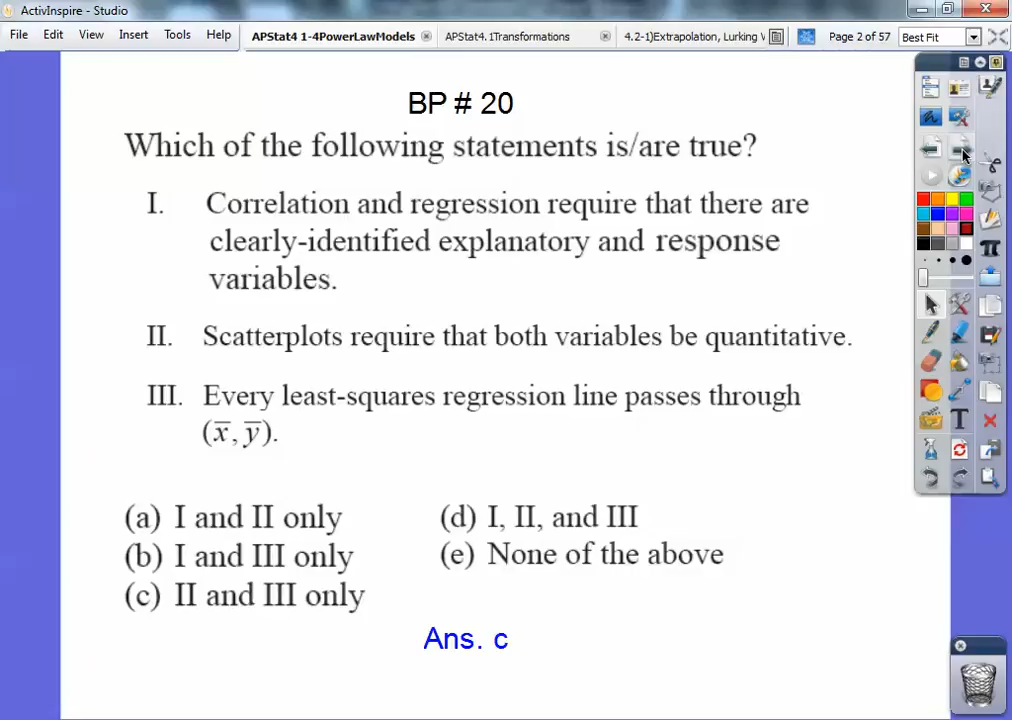 ActivInspire - Studio
File Edit View Insert Tools Help APStat4 1-4PowerLawModels APStat4.1Transformations 4.2-1)Extrapolation, Lurking V Page 2 of 57 Best Fit
BP # 20
Which of the following statements is/are true?
I. Correlation and regression require that there are
clearly-identified explanatory and response
variables.
II. Scatterplots require that both variables be quantitative.
III. Every least-squares regression line passes through
(x̅, y̅).
(a) I and II only (d) I, II, and III
(b) I and III only (e) None of the above
(c) II and III only
Ans. c